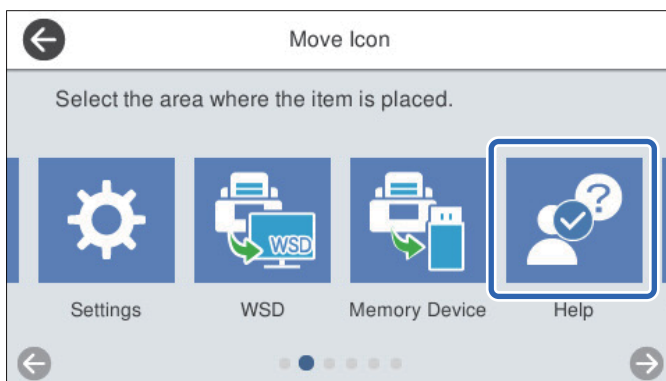 Move Icon
Select the area where the item is placed.
WSD
?
Settings
WSD
Memory Device
Help